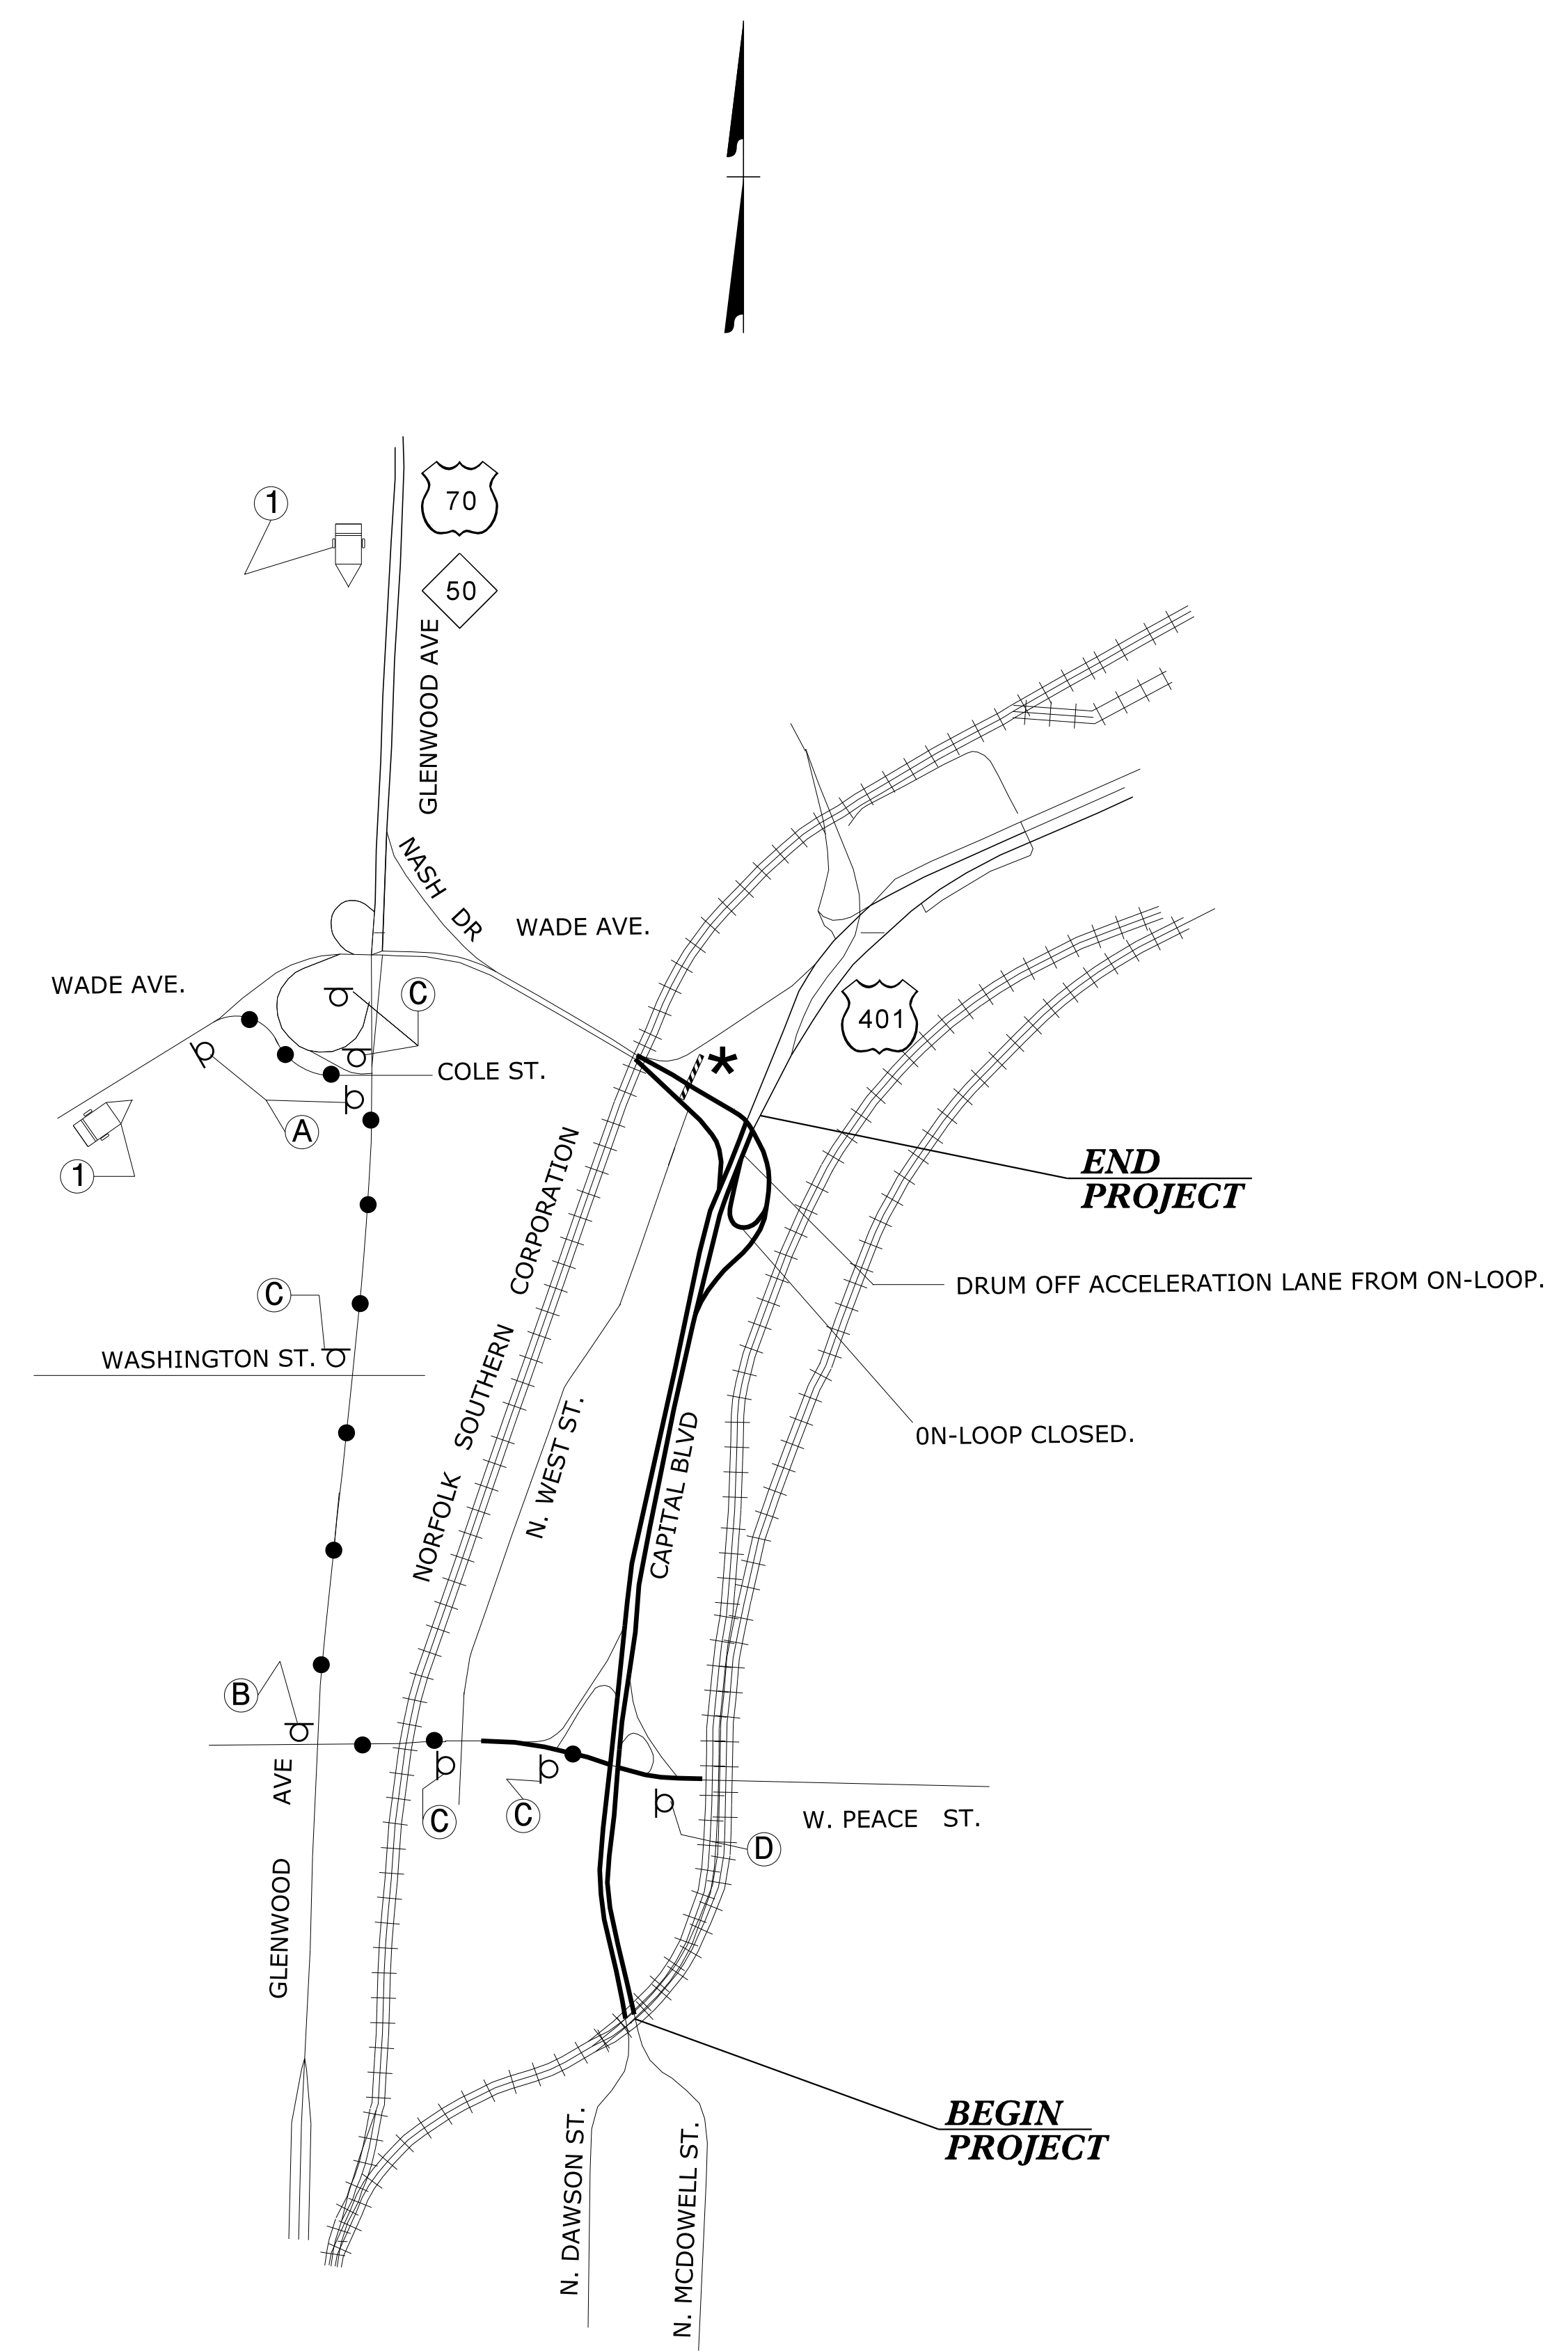 1
70
50
GLENWOOD AVE
NASH DR
WADE AVE.
WADE AVE.
C
401
*
COLE ST.
A
1
END
PROJECT
NORFOLK SOUTHERN CORPORATION
DRUM OFF ACCELERATION LANE FROM ON-LOOP.
C
WASHINGTON ST.
N. WEST ST.
CAPITAL BLVD
0N-LOOP CLOSED.
B
GLENWOOD AVE
C
C
W. PEACE ST.
D
BEGIN
PROJECT
N. DAWSON ST.
N. MCDOWELL ST.